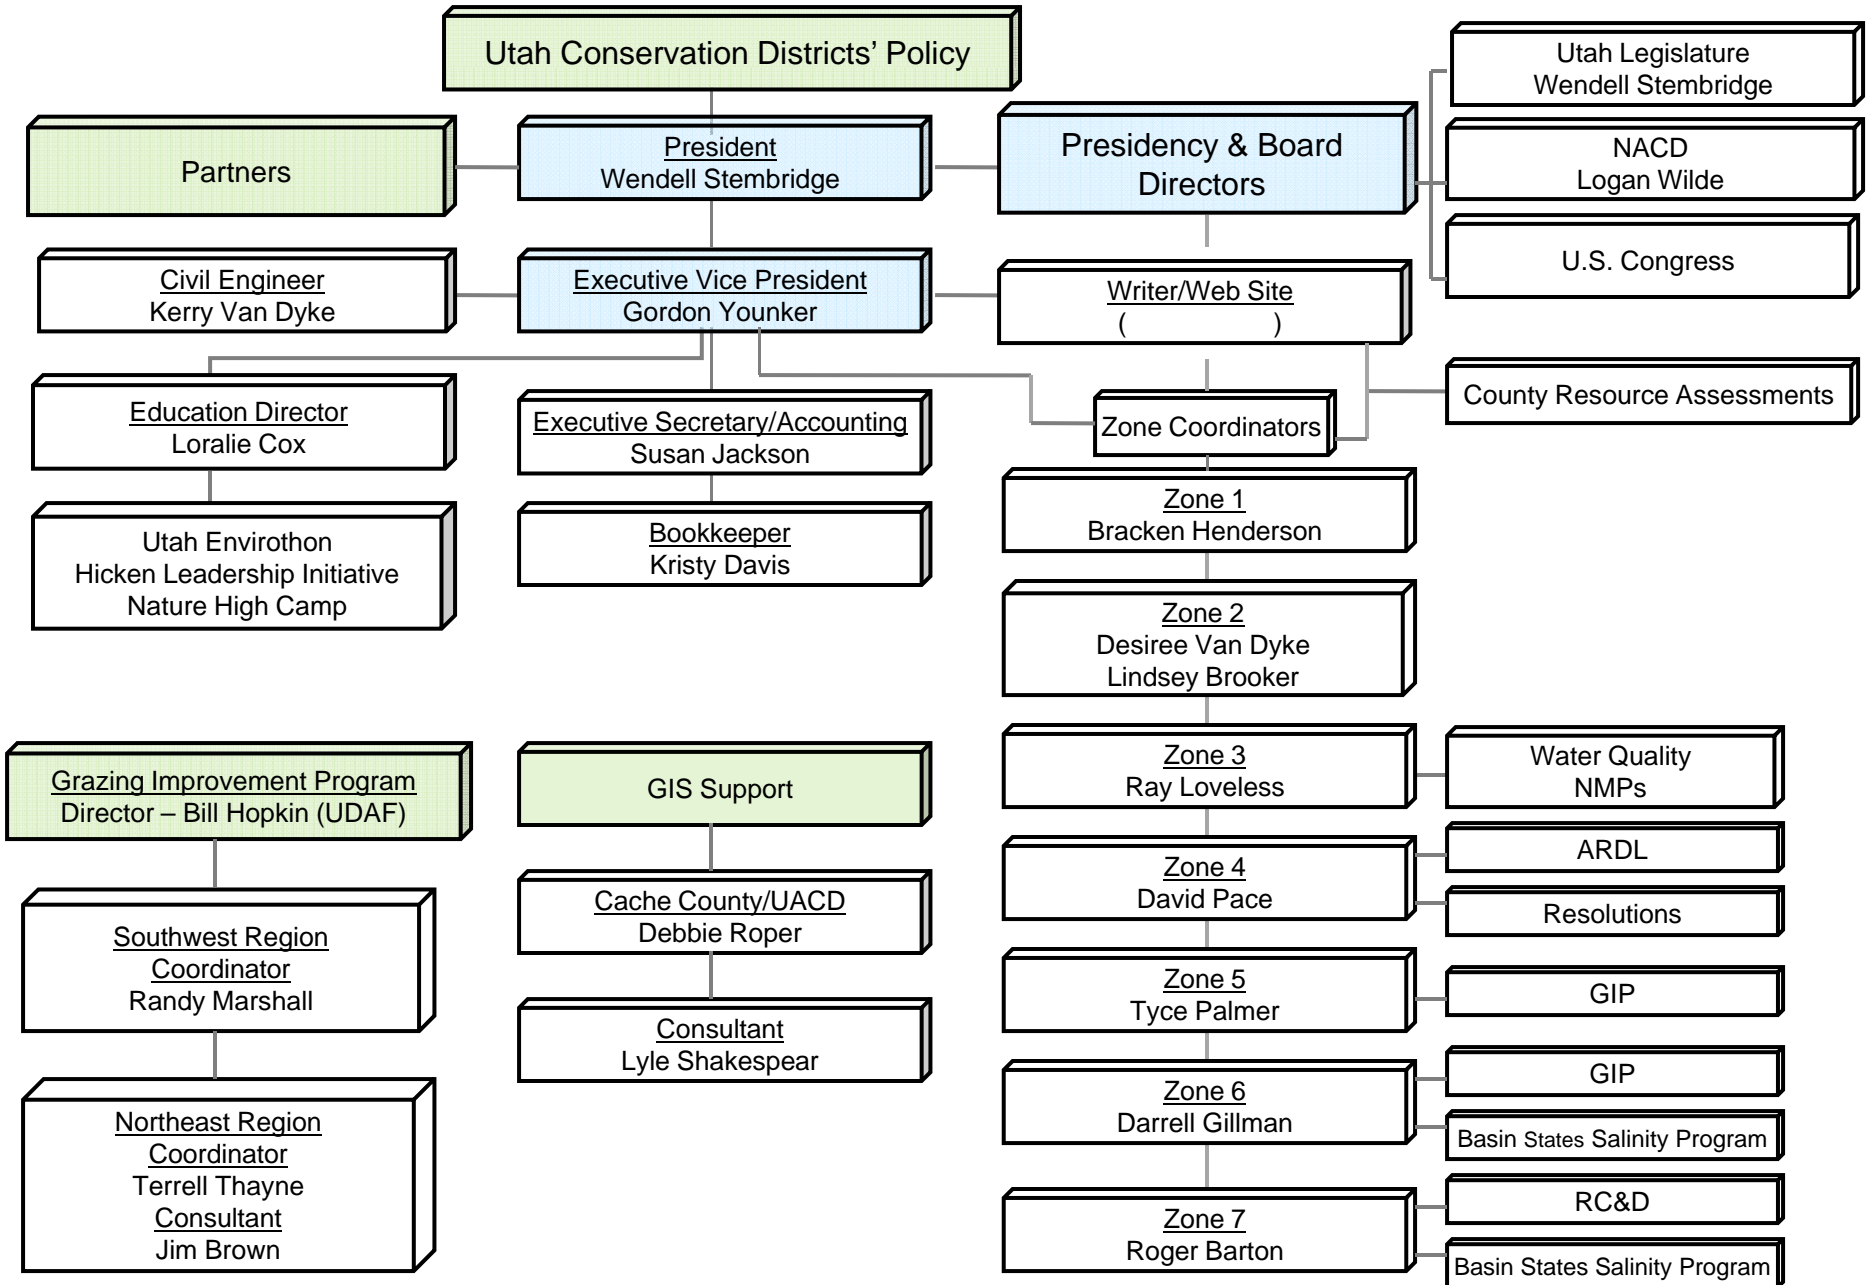 Utah Conservation Districts’ Policy
Partners
President
Wendell Stembridge
Presidency & Board
Directors
Utah Legislature
Wendell Stembridge
NACD
Logan Wilde
U.S. Congress
Civil Engineer
Kerry Van Dyke
Executive Vice President
Gordon Younker
Writer/Web Site
( )
County Resource Assessments
Education Director
Loralie Cox
Executive Secretary/Accounting
Susan Jackson
Zone Coordinators
Utah Envirothon
Hicken Leadership Initiative
Nature High Camp
Bookkeeper
Kristy Davis
Zone 1
Bracken Henderson
Zone 2
Desiree Van Dyke
Lindsey Brooker
Zone 3
Ray Loveless
Water Quality
NMPs
Zone 4
David Pace
ARDL
Resolutions
Zone 5
Tyce Palmer
GIP
Zone 6
Darrell Gillman
GIP
Basin States Salinity Program
Zone 7
Roger Barton
RC&D
Basin States Salinity Program
Grazing Improvement Program
Director – Bill Hopkin (UDAF)
Southwest Region
Coordinator
Randy Marshall
Northeast Region
Coordinator
Terrell Thayne
Consultant
Jim Brown
GIS Support
Cache County/UACD
Debbie Roper
Consultant
Lyle Shakespear